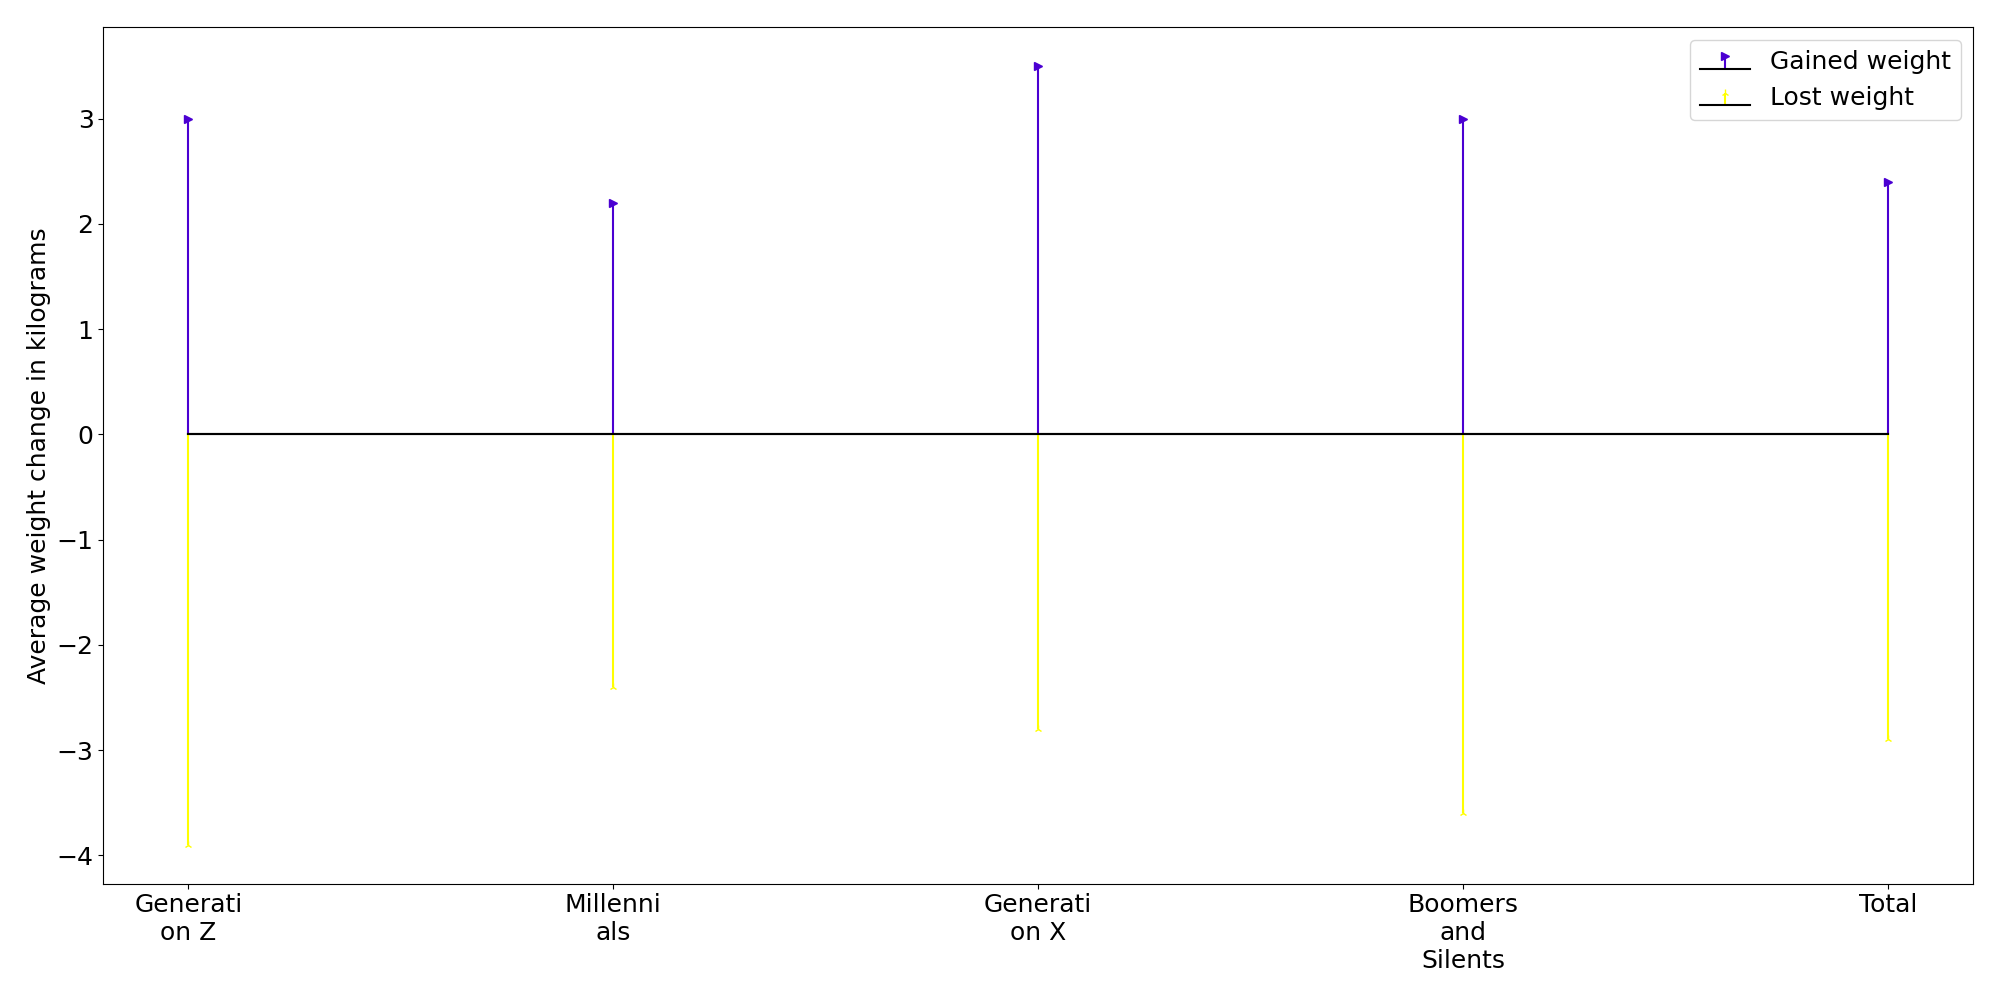 Gained weight
Lost weight
Average weight change in kilograms
3
2
1
0
−1
−2
−3
−4
Generati
on Z
Millenni
als
Generati
on X
Boomers
and
Silents
Total